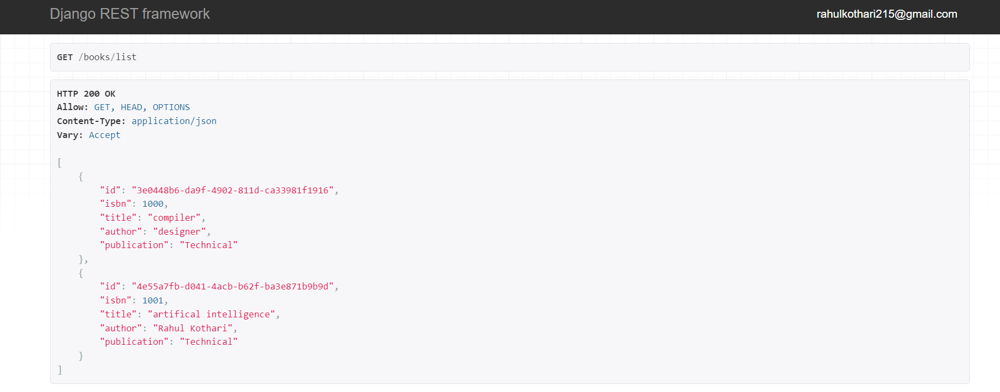 Django REST framework
rahulkothari215@gmail.com
GET /books/list
HTTP 200 OK
Allow: GET, HEAD, OPTIONS
Content-Type: application/json
Vary: Accept
[
    {
        "id": "3e0448b6-da9f-4902-811d-ca33981f1916",
        "isbn": 1000,
        "title": "compiler",
        "author": "designer",
        "publication": "Technical"
    },
    {
        "id": "4e55a7fb-d041-4acb-b62f-ba3e871b9b9d",
        "isbn": 1001,
        "title": "artifical intelligence",
        "author": "Rahul Kothari",
        "publication": "Technical"
    }
]